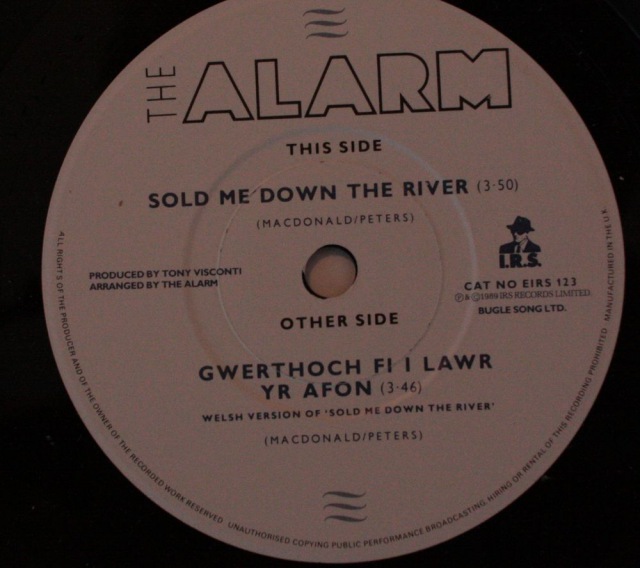 THE ALARM
THIS SIDE
SOLD ME DOWN THE RIVER (3·50)
(MACDONALD/PETERS)
PRODUCED BY TONY VISCONTI
ARRANGED BY THE ALARM
I.R.S.
CAT NO EIRS 123
℗ & © 1989 IRS RECORDS LIMITED.
BUGLE SONG LTD.
OTHER SIDE
GWERTHOCH FI I LAWR
YR AFON (3·46)
WELSH VERSION OF 'SOLD ME DOWN THE RIVER'
(MACDONALD/PETERS)
ALL RIGHTS OF THE PRODUCER AND OF THE OWNER OF THE RECORDED WORK RESERVED UNAUTHORISED COPYING PUBLIC PERFORMANCE BROADCASTING, HIRING OR RENTAL OF THIS RECORDING PROHIBITED MANUFACTURED IN THE U.K.